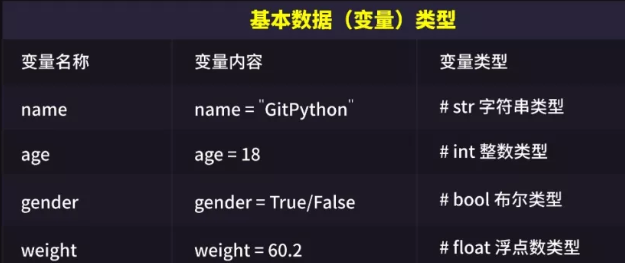 基本数据（变量）类型
变量名称 变量内容 变量类型
name name = "GitPython" # str 字符串类型
age age = 18 # int 整数类型
gender gender = True/False # bool 布尔类型
weight weight = 60.2 # float 浮点数类型